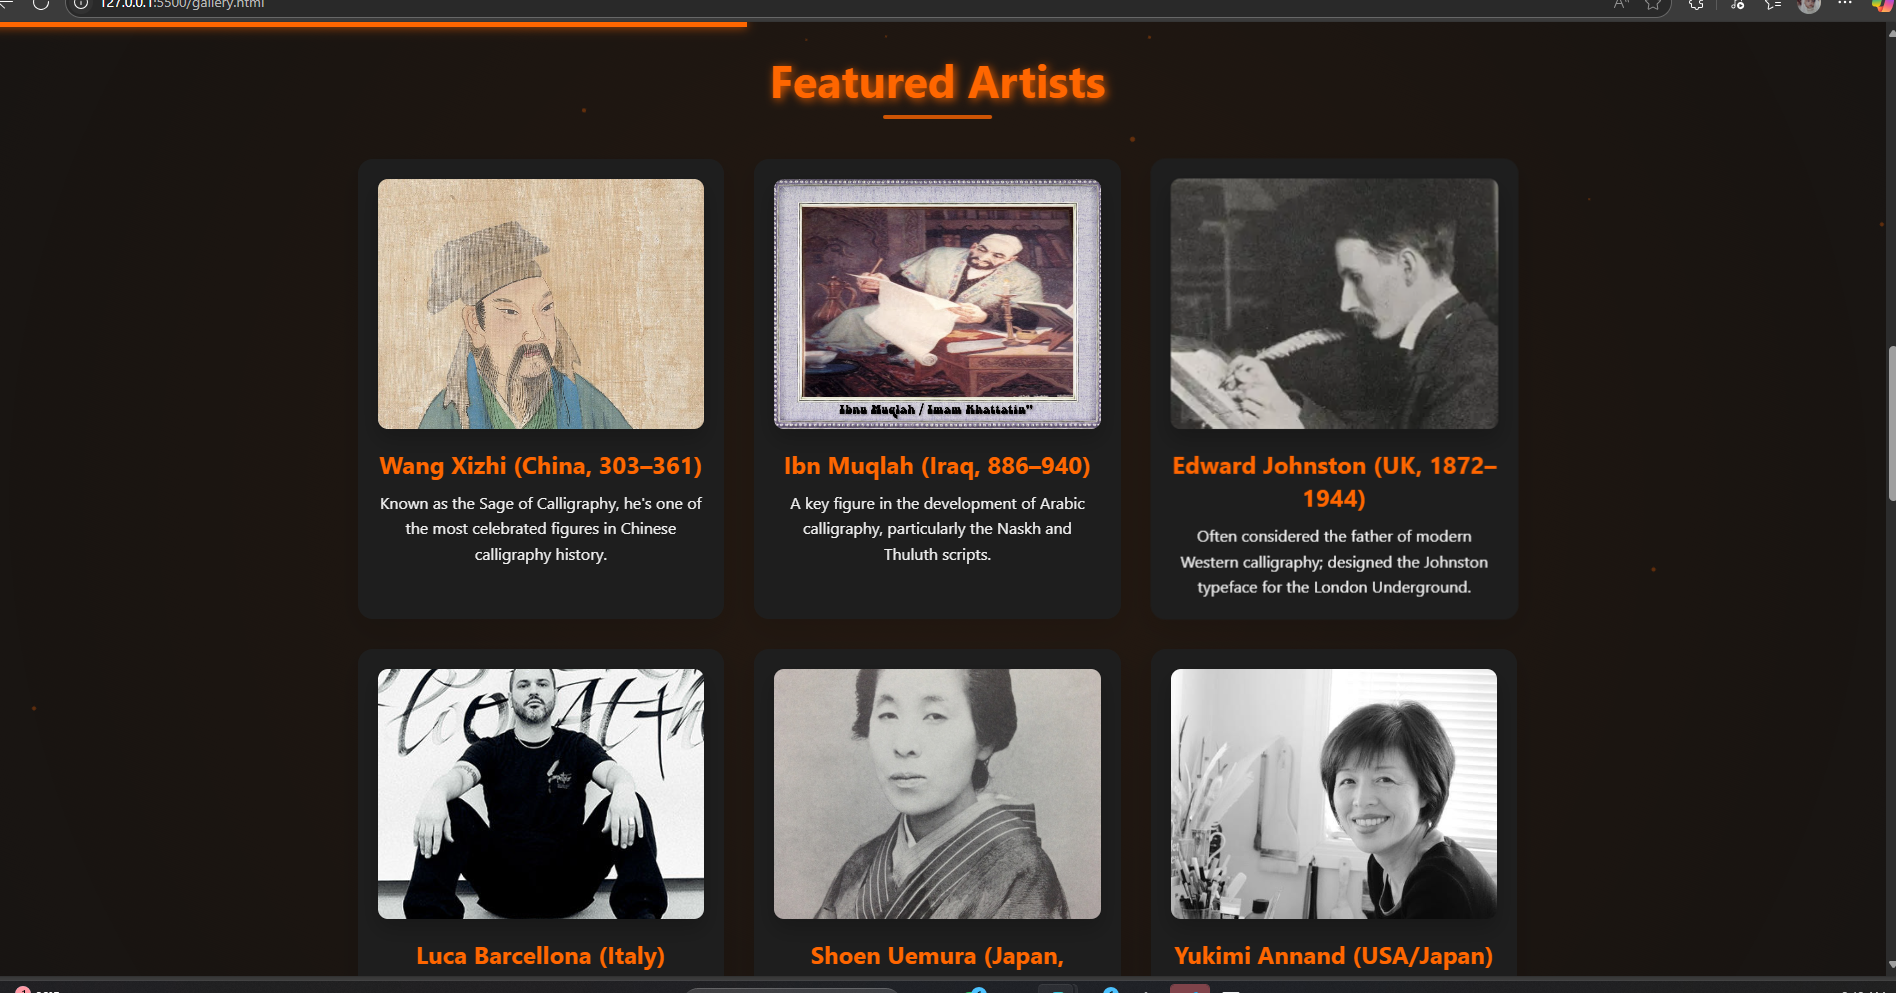 127.0.0.1:5500/gallery.html
Featured Artists
Ibnu Muqlah / Imam Khattatin"
Wang Xizhi (China, 303–361)
Known as the Sage of Calligraphy, he's one of
the most celebrated figures in Chinese
calligraphy history.
Ibn Muqlah (Iraq, 886–940)
A key figure in the development of Arabic
calligraphy, particularly the Naskh and
Thuluth scripts.
Edward Johnston (UK, 1872–
1944)
Often considered the father of modern
Western calligraphy; designed the Johnston
typeface for the London Underground.
Luca Barcellona (Italy)
Shoen Uemura (Japan,
Yukimi Annand (USA/Japan)